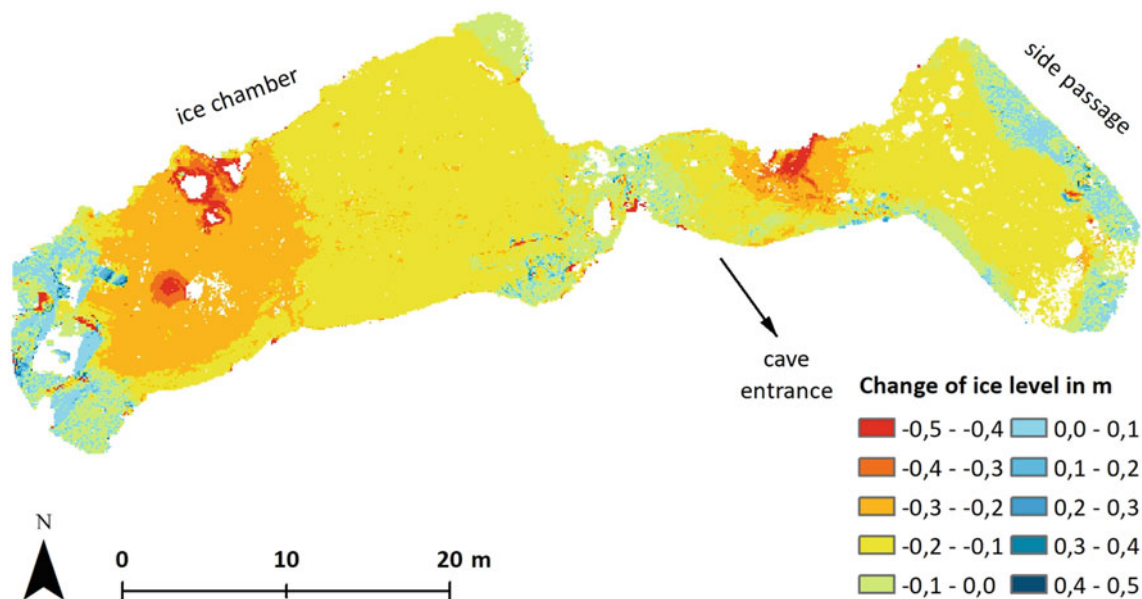 ice chamber
side passage
cave
entrance
Change of ice level in m
-0,5 - -0,4
0,0 - 0,1
-0,4 - -0,3
0,1 - 0,2
-0,3 - -0,2
0,2 - 0,3
-0,2 - -0,1
0,3 - 0,4
-0,1 - 0,0
0,4 - 0,5
N
0 10 20 m